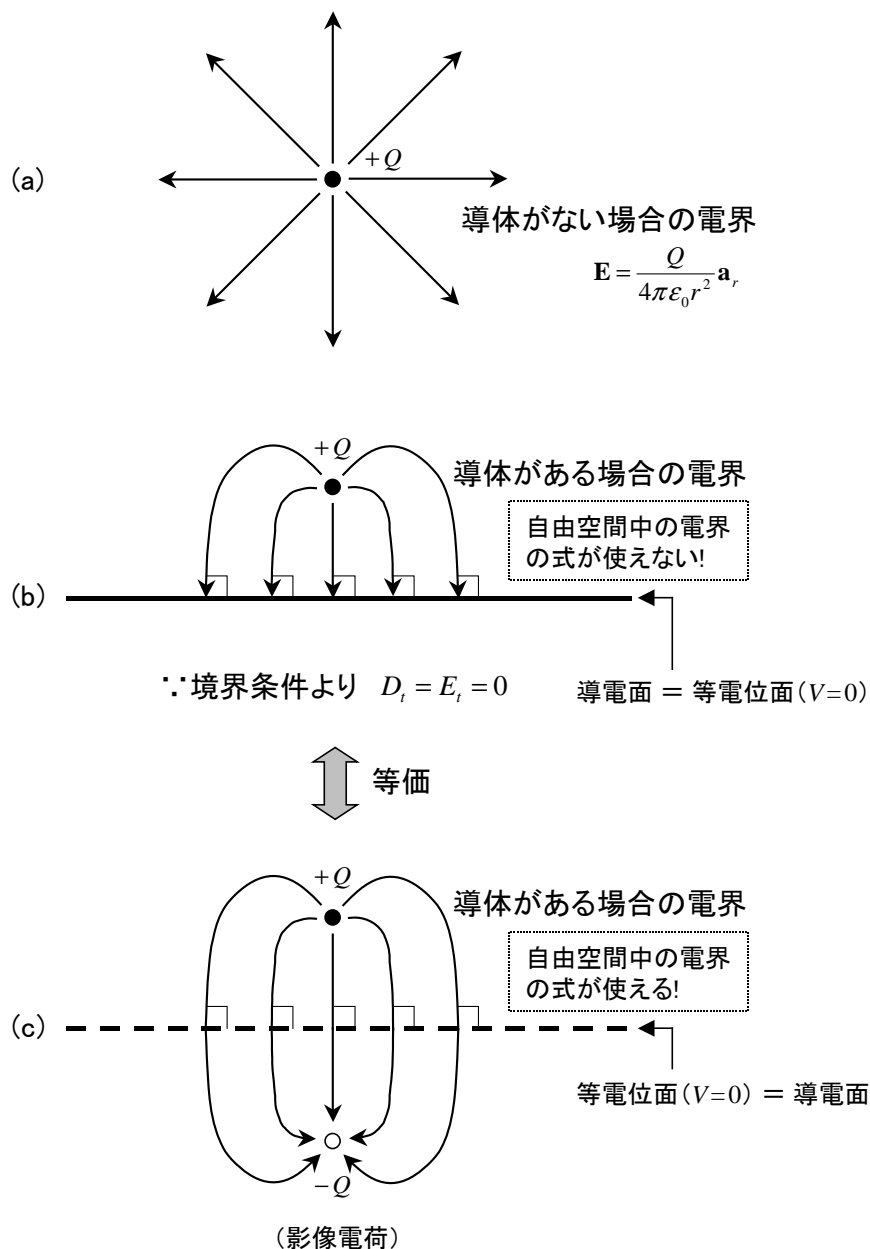 +Q
(a)
導体がない場合の電界
E = \frac{Q}{4πε_0 r^2} a_r
+Q
導体がある場合の電界
自由空間中の電界
の式が使えない!
(b)
∵境界条件より D_t = E_t = 0
導電面 = 等電位面(V=0)
等価
+Q
導体がある場合の電界
自由空間中の電界
の式が使える!
(c)
等電位面(V=0) = 導電面
−Q
(影像電荷)